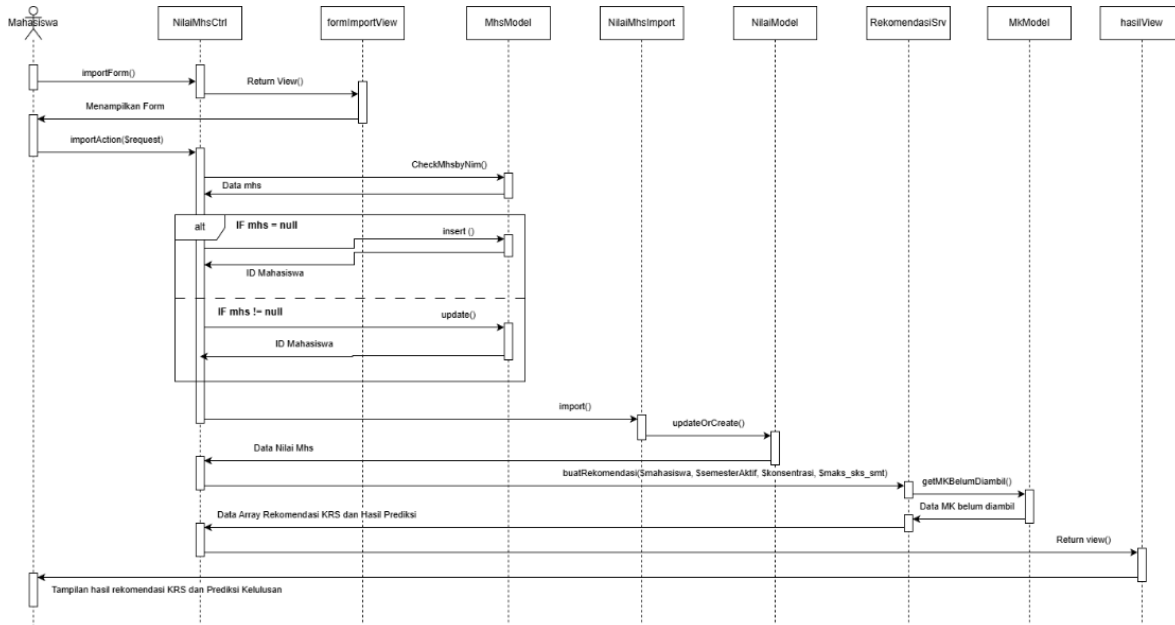 Mahasiswa
NilaiMhsCtrl
formImportView
MhsModel
NilaiMhsImport
NilaiModel
RekomendasiSrv
MkModel
hasilView
importForm()
Return View()
Menampilkan Form
importAction($request)
CheckMhsbyNim()
Data mhs
alt
IF mhs = null
insert ()
ID Mahasiswa
IF mhs != null
update()
ID Mahasiswa
import()
updateOrCreate()
Data Nilai Mhs
buatRekomendasi($mahasiswa, $semesterAktif, $konsentrasi, $maks_sks_smt)
getMKBelumDiambil()
Data MK belum diambil
Data Array Rekomendasi KRS dan Hasil Prediksi
Return view()
Tampilan hasil rekomendasi KRS dan Prediksi Kelulusan